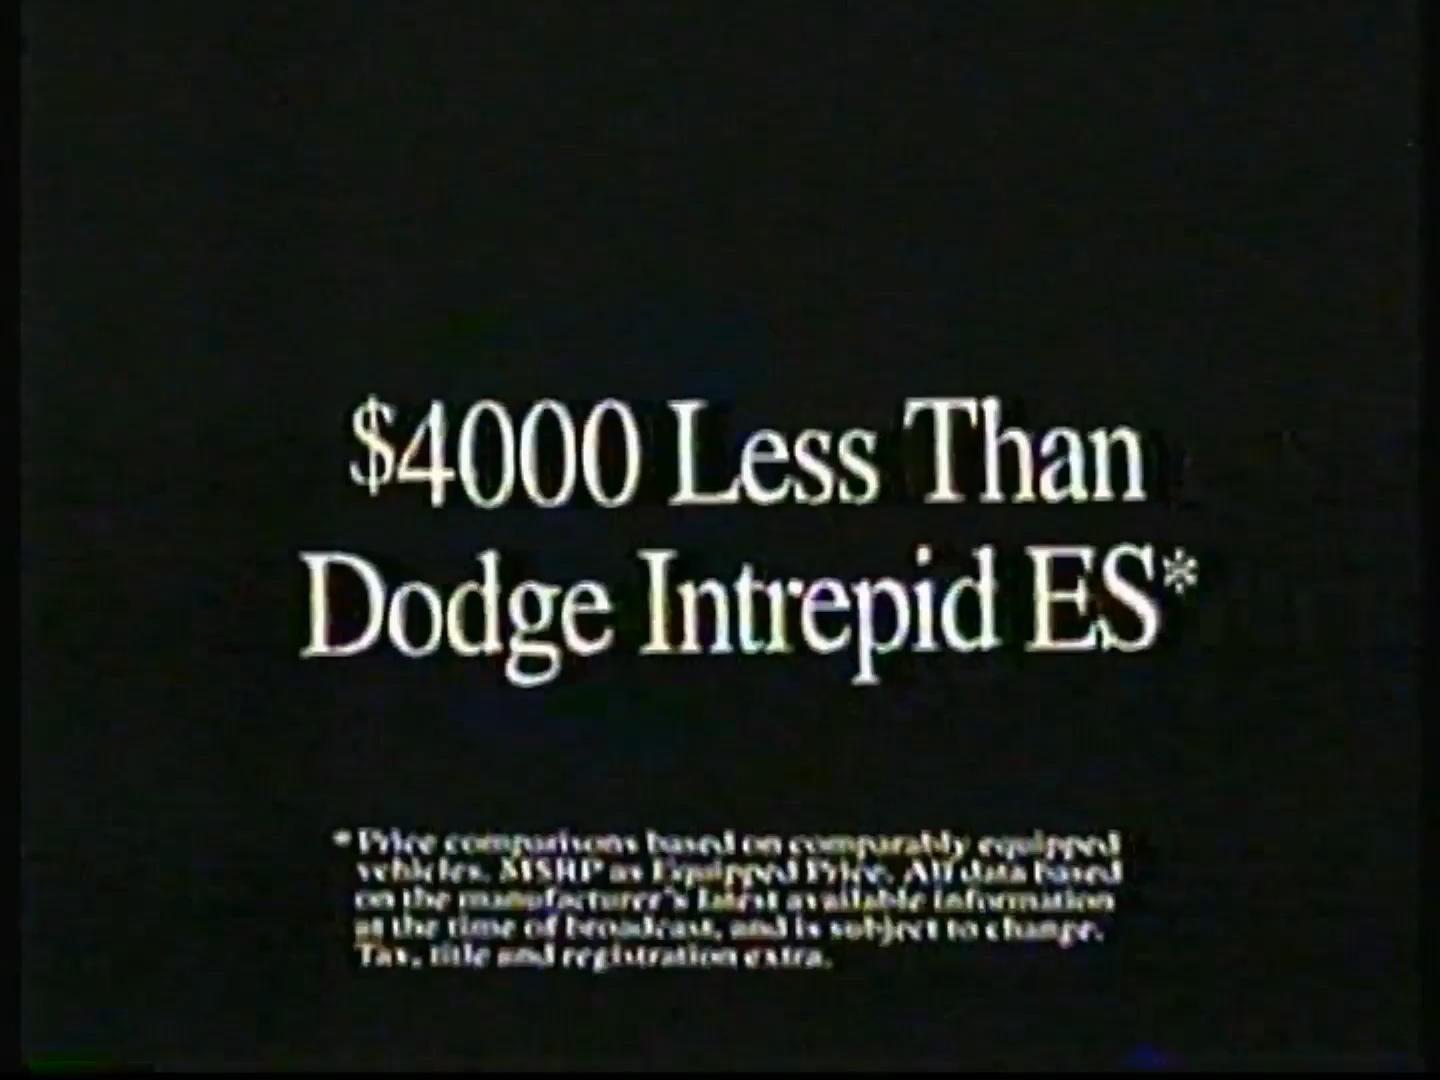 $4000 Less Than
Dodge Intrepid ES*
* Price comparisons based on comparably equipped
vehicles. MSRP as Equipped Price. All data based
on the manufacturer's latest available information
at the time of broadcast, and is subject to change.
Tax, title and registration extra.